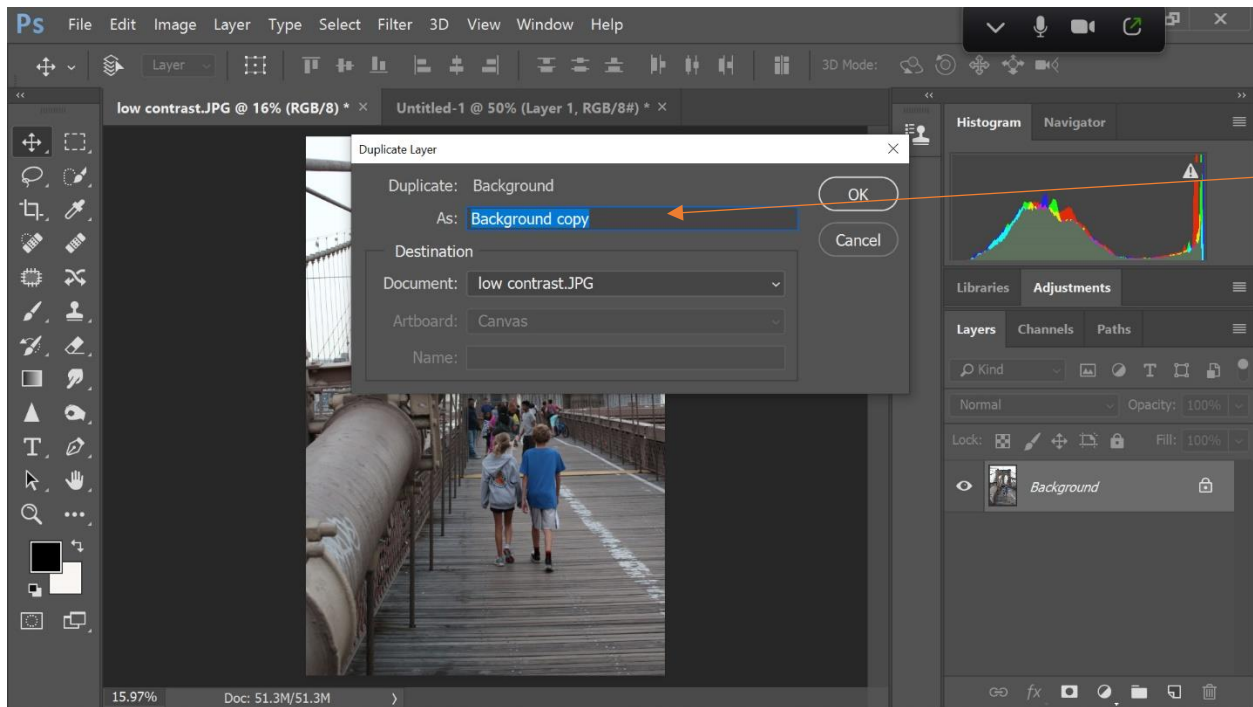 Ps File Edit Image Layer Type Select Filter 3D View Window Help
Layer 3D Mode:
low contrast.JPG @ 16% (RGB/8) * × Untitled-1 @ 50% (Layer 1, RGB/8#) * ×
Duplicate Layer
Duplicate: Background
OK
As: Background copy
Cancel
Destination
Document: low contrast.JPG
Artboard: Canvas
Name:
Histogram Navigator
Libraries Adjustments
Layers Channels Paths
Kind
Normal Opacity: 100%
Lock: Fill: 100%
Background
T
fx
15.97% Doc: 51.3M/51.3M